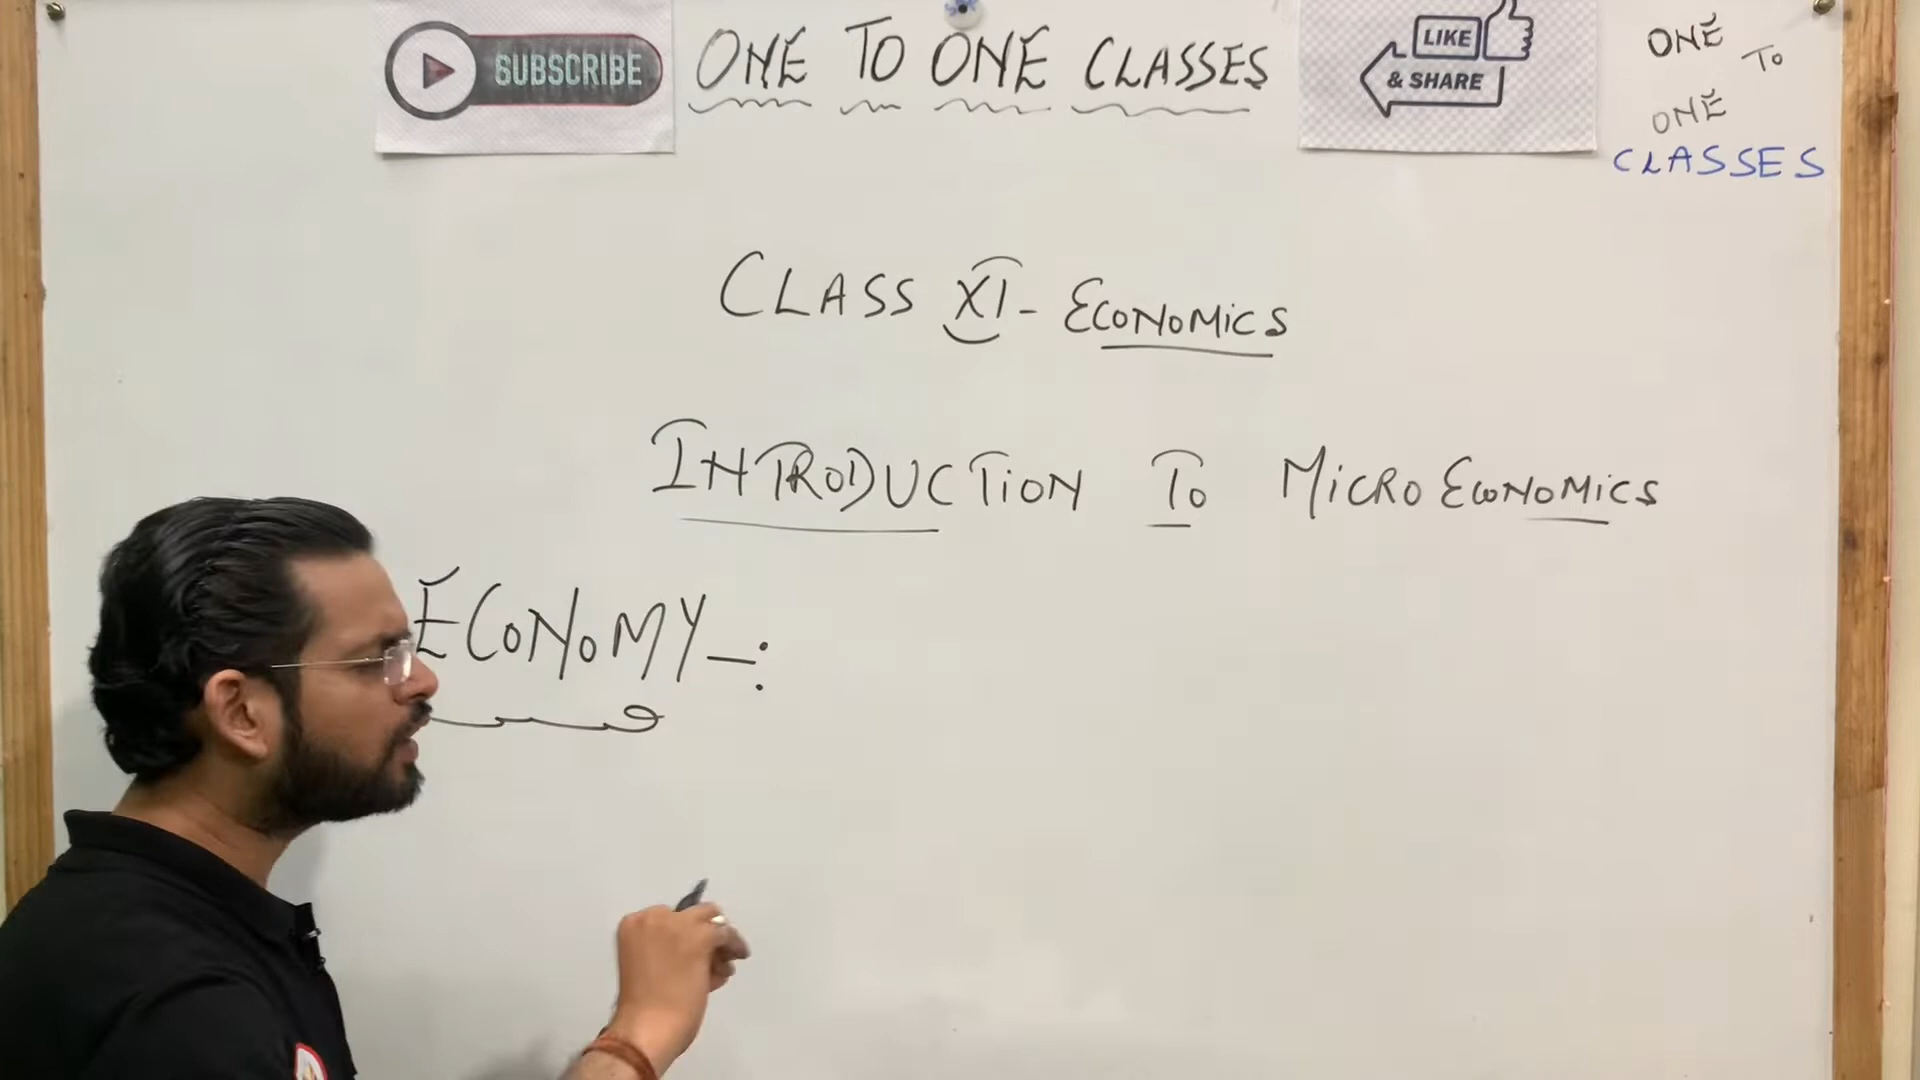 SUBSCRIBE
ONE TO ONE CLASSES
LIKE
& SHARE
ONE
TO
ONE
CLASSES
CLASS XI - ECONOMICS
INTRODUCTION TO MICRO ECONOMICS
ECONOMY -: